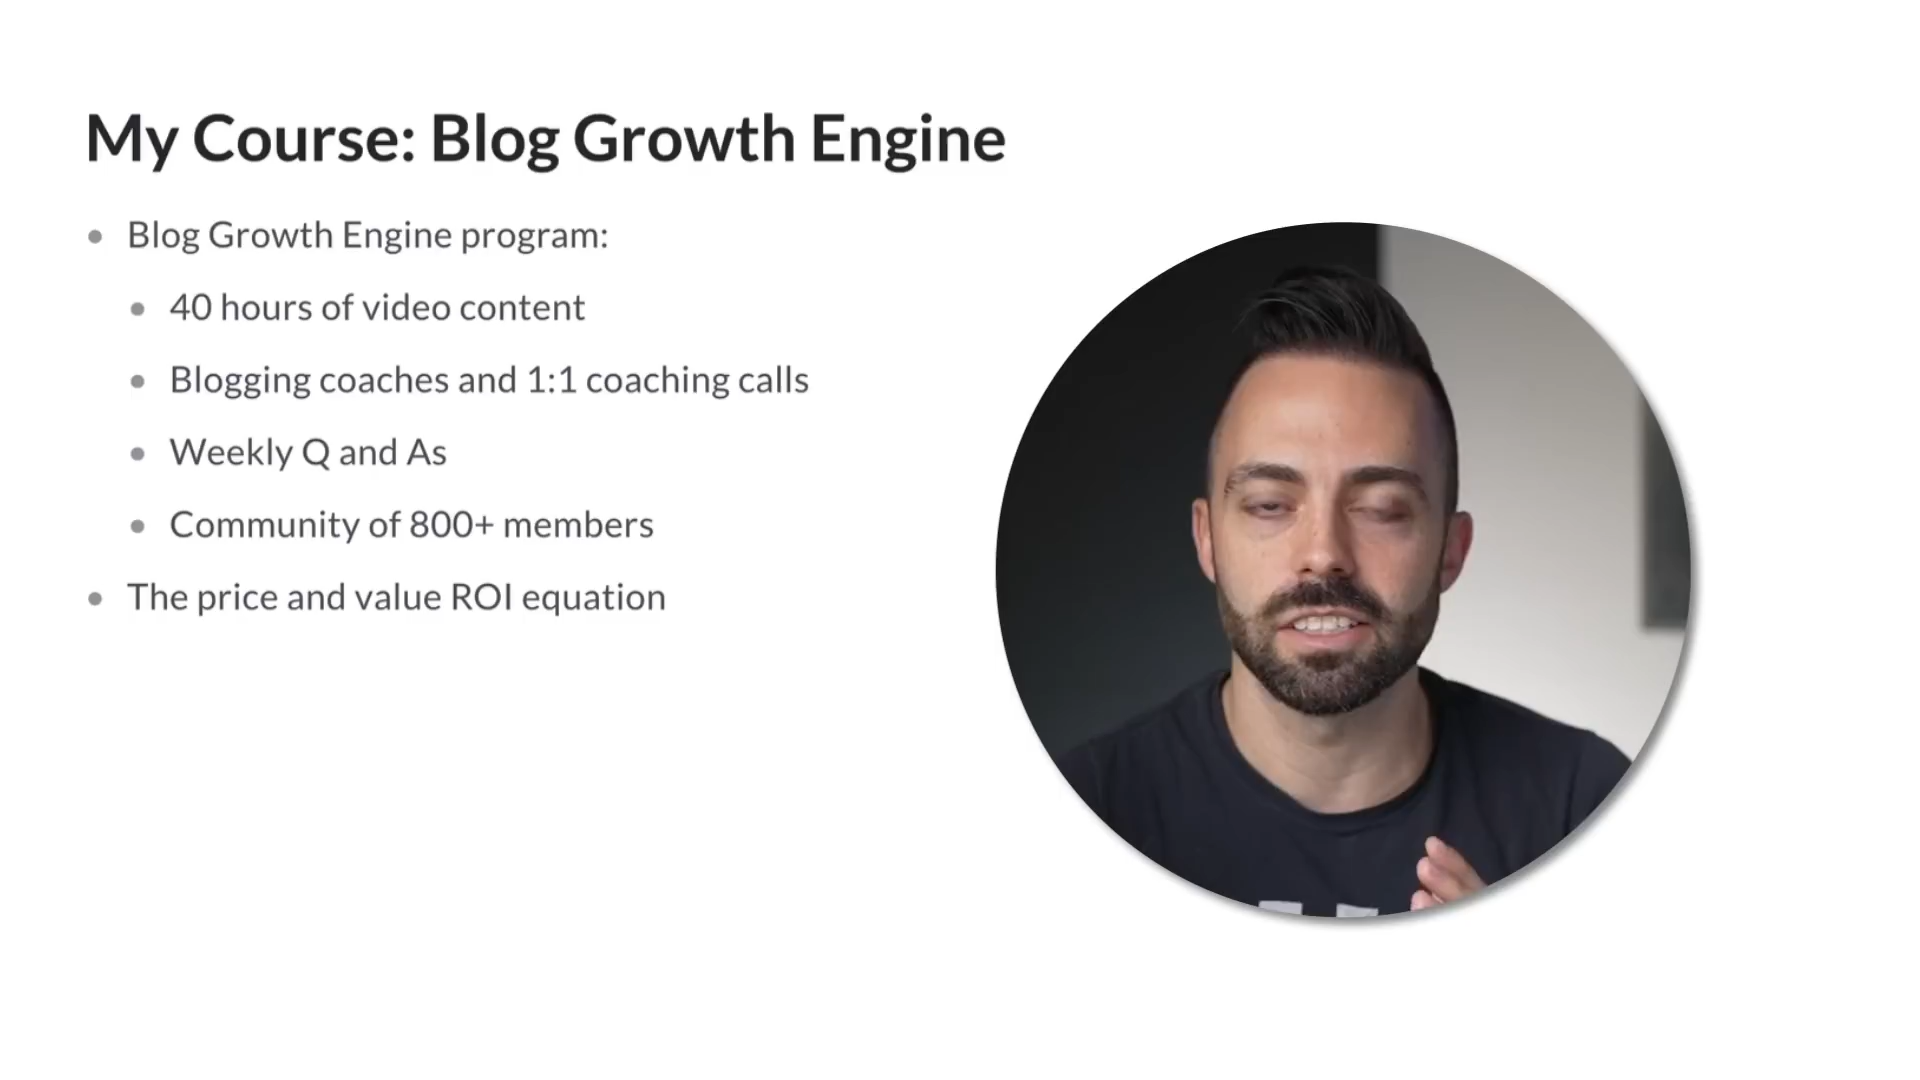 My Course: Blog Growth Engine
Blog Growth Engine program:
40 hours of video content
Blogging coaches and 1:1 coaching calls
Weekly Q and As
Community of 800+ members
The price and value ROI equation